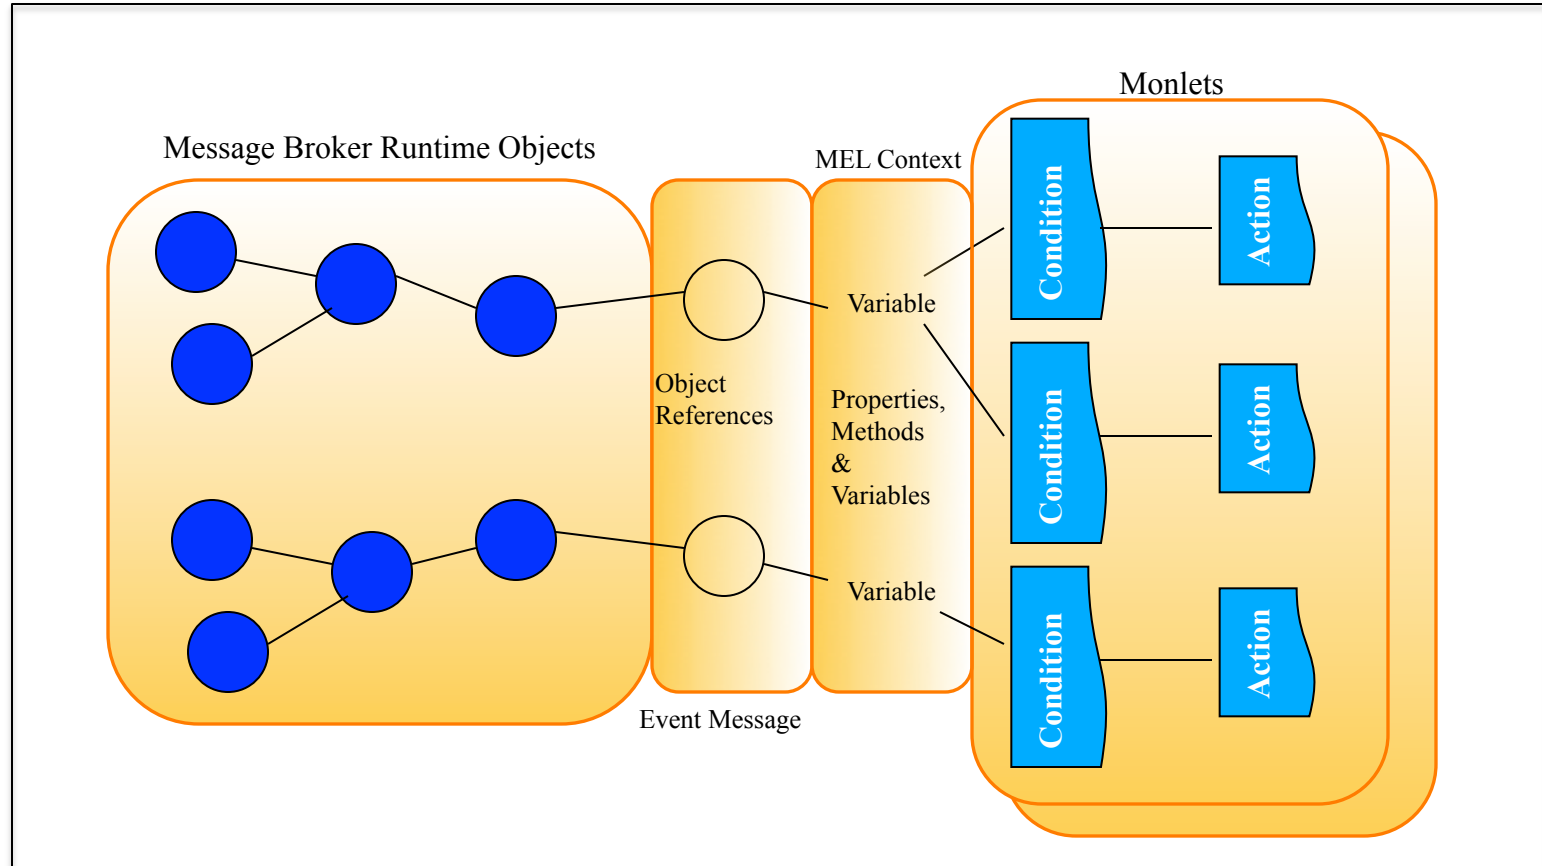 Monlets
Message Broker Runtime Objects
MEL Context
Condition
Action
Variable
Object
References
Properties,
Methods
&
Variables
Condition
Action
Variable
Condition
Action
Event Message